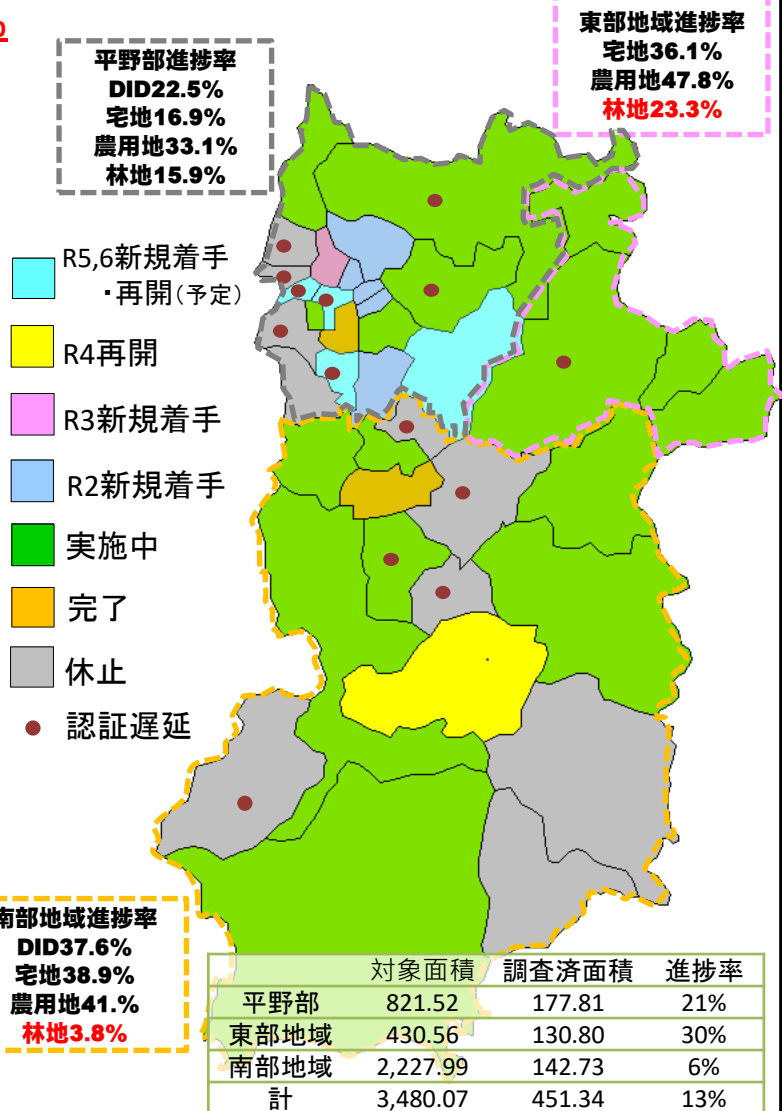 東部地域進捗率
宅地36.1%
農用地47.8%
林地23.3%
平野部進捗率
DID22.5%
宅地16.9%
農用地33.1%
林地15.9%
R5,6新規着手
・再開(予定)
R4再開
R3新規着手
R2新規着手
実施中
完了
休止
認証遅延
南部地域進捗率
DID37.6%
宅地38.9%
農用地41.%
林地3.8%
対象面積 調査済面積 進捗率
平野部 821.52 177.81 21%
東部地域 430.56 130.80 30%
南部地域 2,227.99 142.73 6%
計 3,480.07 451.34 13%